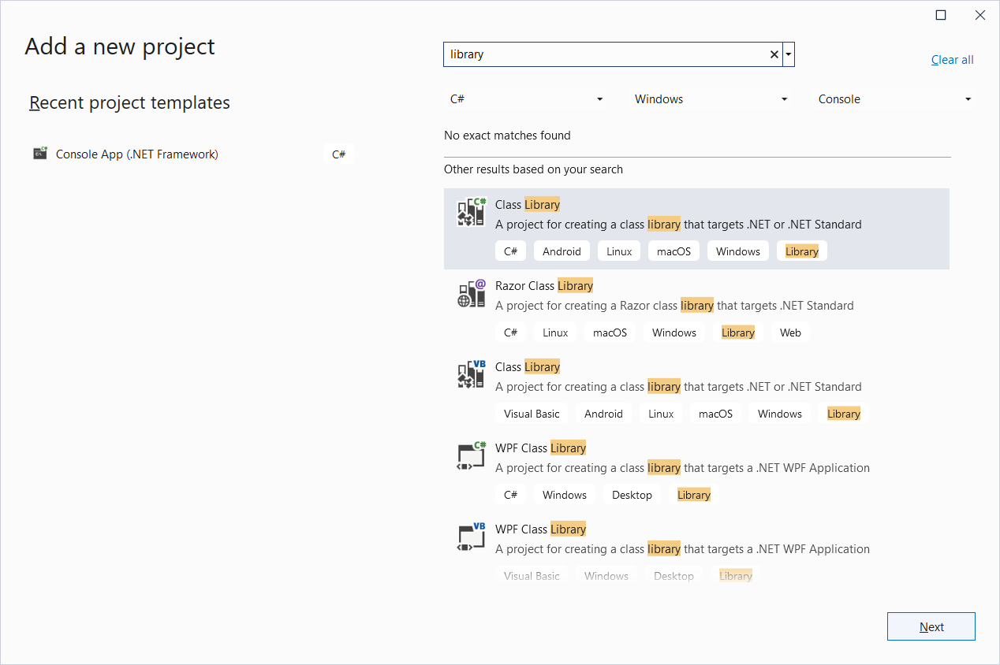 Add a new project
Recent project templates
Console App (.NET Framework) C#
library
Clear all
C# Windows Console
No exact matches found
Other results based on your search
C#
Class Library
A project for creating a class library that targets .NET or .NET Standard
C# Android Linux macOS Windows Library
@
Razor Class Library
A project for creating a Razor class library that targets .NET Standard
C# Linux macOS Windows Library Web
VB
Class Library
A project for creating a class library that targets .NET or .NET Standard
Visual Basic Android Linux macOS Windows Library
C#
WPF Class Library
A project for creating a class library that targets a .NET WPF Application
C# Windows Desktop Library
VB
WPF Class Library
A project for creating a class library that targets a .NET WPF Application
Visual Basic Windows Desktop Library
Next